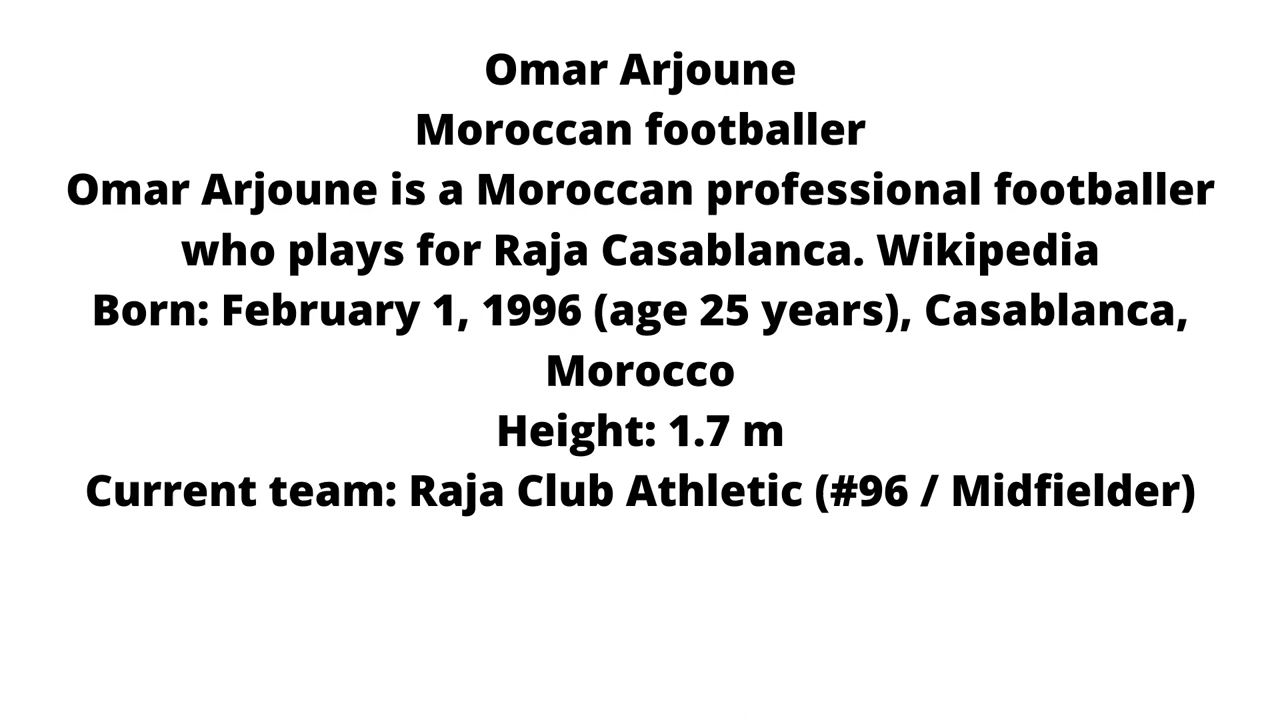 Omar Arjoune
Moroccan footballer
Omar Arjoune is a Moroccan professional footballer
who plays for Raja Casablanca. Wikipedia
Born: February 1, 1996 (age 25 years), Casablanca,
Morocco
Height: 1.7 m
Current team: Raja Club Athletic (#96 / Midfielder)